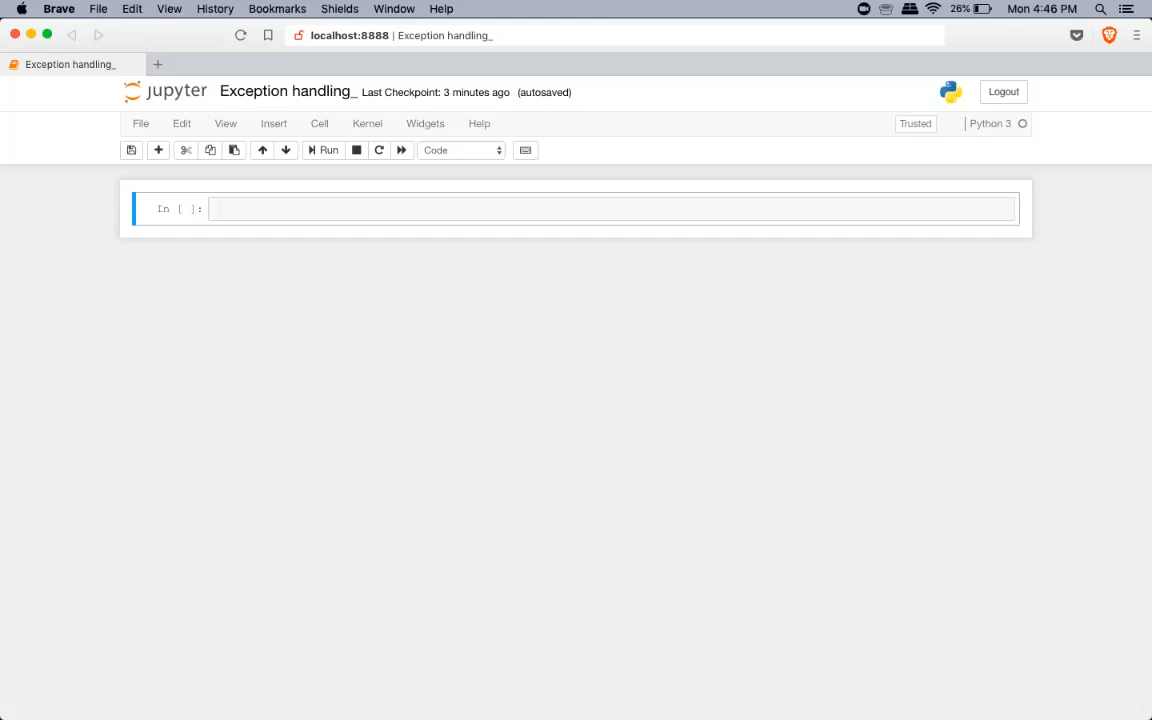 Brave File Edit View History Bookmarks Shields Window Help 26% Mon 4:46 PM
localhost:8888 | Exception handling_
Exception handling_
jupyter Exception handling_ Last Checkpoint: 3 minutes ago (autosaved) Logout
File Edit View Insert Cell Kernel Widgets Help Trusted Python 3
Run Code
In [ ]: